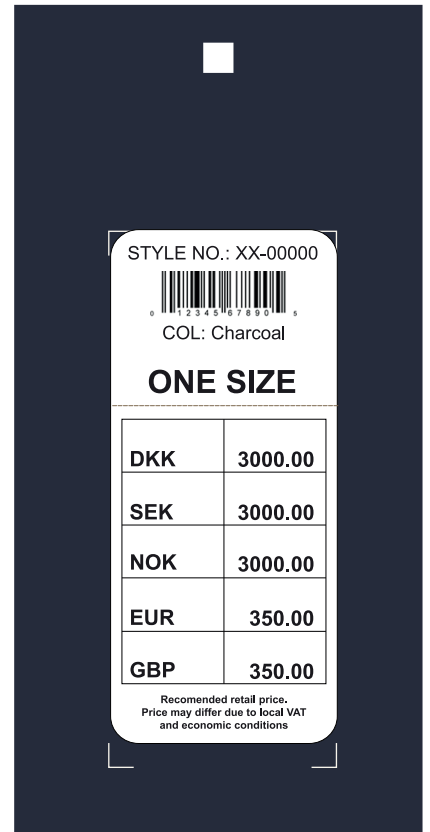 STYLE NO.: XX-00000
0 12345 67890 5
COL: Charcoal
ONE SIZE
DKK 3000.00
SEK 3000.00
NOK 3000.00
EUR 350.00
GBP 350.00
Recomended retail price.
Price may differ due to local VAT
and economic conditions